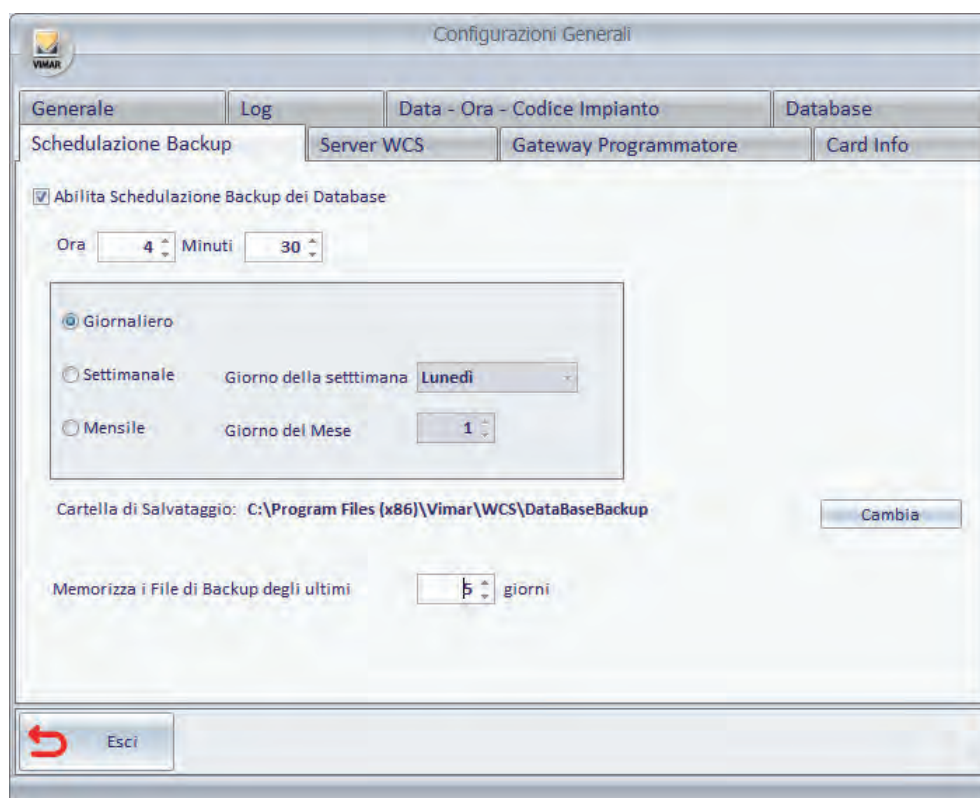 Configurazioni Generali
VIMAR
Generale Log Data - Ora - Codice Impianto Database
Schedulazione Backup Server WCS Gateway Programmatore Card Info
Abilita Schedulazione Backup dei Database
Ora 4 Minuti 30
Giornaliero
Settimanale Giorno della setttimana Lunedì
Mensile Giorno del Mese 1
Cartella di Salvataggio: C:\Program Files (x86)\Vimar\WCS\DataBaseBackup Cambia
Memorizza i File di Backup degli ultimi 5 giorni
Esci